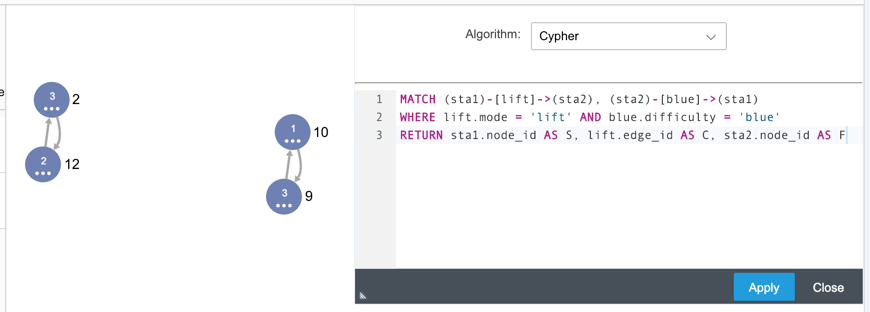 Algorithm: Cypher
e
3 2
2 12
1 10
3 9
1 MATCH (sta1)-[lift]->(sta2), (sta2)-[blue]->(sta1)
2 WHERE lift.mode = 'lift' AND blue.difficulty = 'blue'
3 RETURN sta1.node_id AS S, lift.edge_id AS C, sta2.node_id AS F
Apply Close